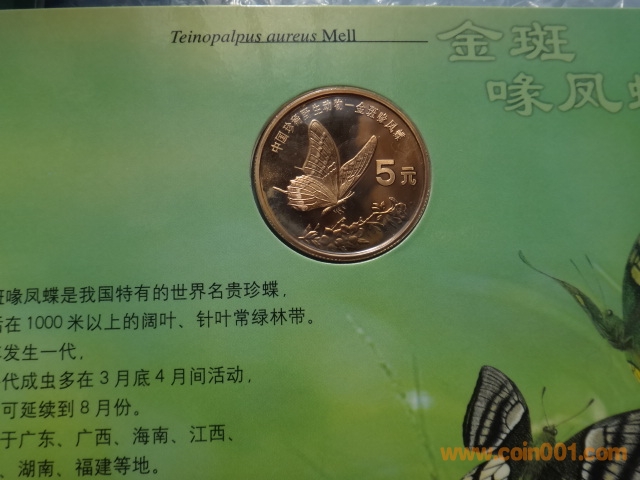 Teinopalpus aureus Mell
金斑
喙凤蝶
中国珍稀野生动物—金斑喙凤蝶
5元
斑喙凤蝶是我国特有的世界名贵珍蝶，
在1000米以上的阔叶、针叶常绿林带。
发生一代，
代成虫多在3月底4月间活动，
可延续到8月份。
于广东、广西、海南、江西、
、湖南、福建等地。
www.coin001.com